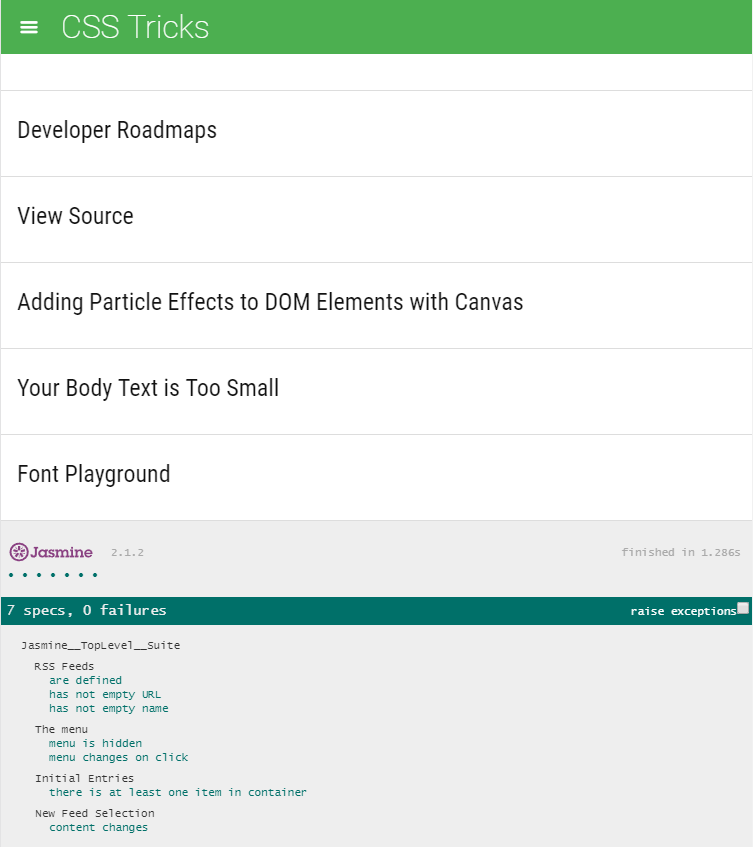 CSS Tricks
Developer Roadmaps
View Source
Adding Particle Effects to DOM Elements with Canvas
Your Body Text is Too Small
Font Playground
Jasmine 2.1.2 finished in 1.286s
7 specs, 0 failures raise exceptions
Jasmine__TopLevel__Suite
RSS Feeds
are defined
has not empty URL
has not empty name
The menu
menu is hidden
menu changes on click
Initial Entries
there is at least one item in container
New Feed Selection
content changes